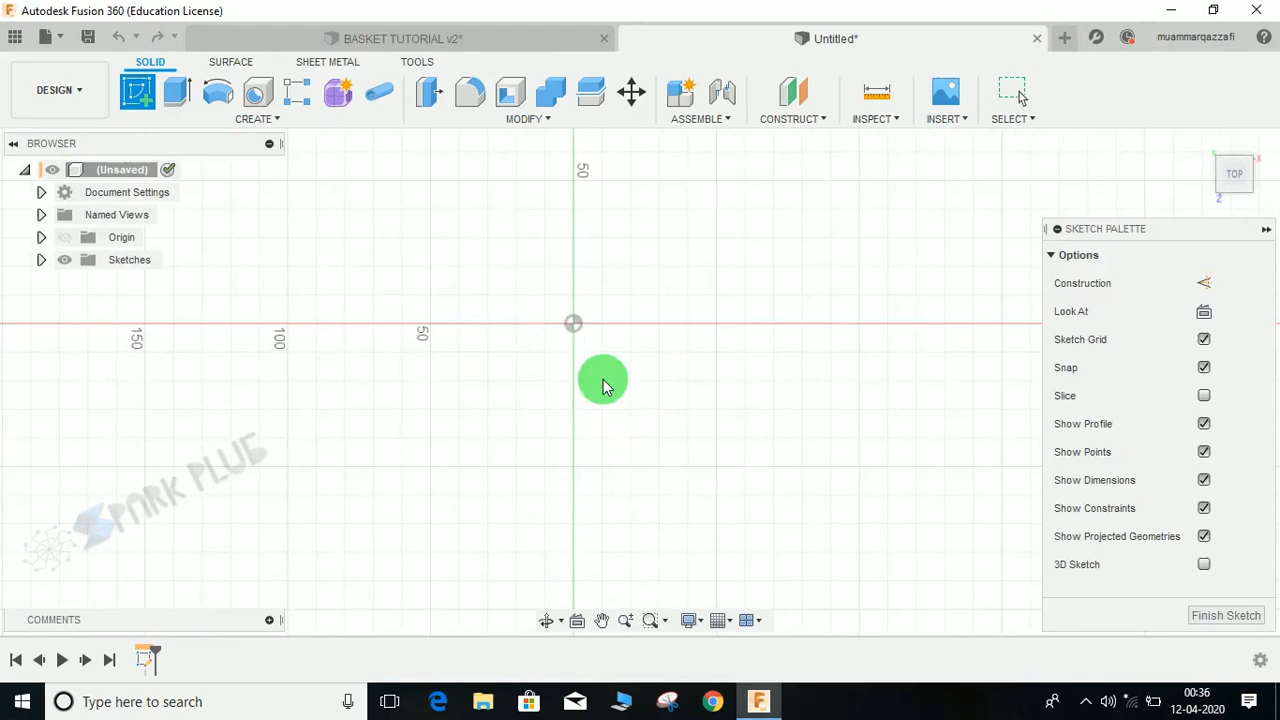 Autodesk Fusion 360 (Education License)
BASKET TUTORIAL v2*
Untitled*
muammarqazzafi
SOLID
SURFACE
SHEET METAL
TOOLS
DESIGN
CREATE
MODIFY
ASSEMBLE
CONSTRUCT
INSPECT
INSERT
SELECT
BROWSER
(Unsaved)
Document Settings
Named Views
Origin
Sketches
50
150
100
50
X
TOP
Z
SKETCH PALETTE
Options
Construction
Look At
Sketch Grid
Snap
Slice
Show Profile
Show Points
Show Dimensions
Show Constraints
Show Projected Geometries
3D Sketch
Finish Sketch
SPARK PLUG
COMMENTS
Type here to search
00:36
12-04-2020